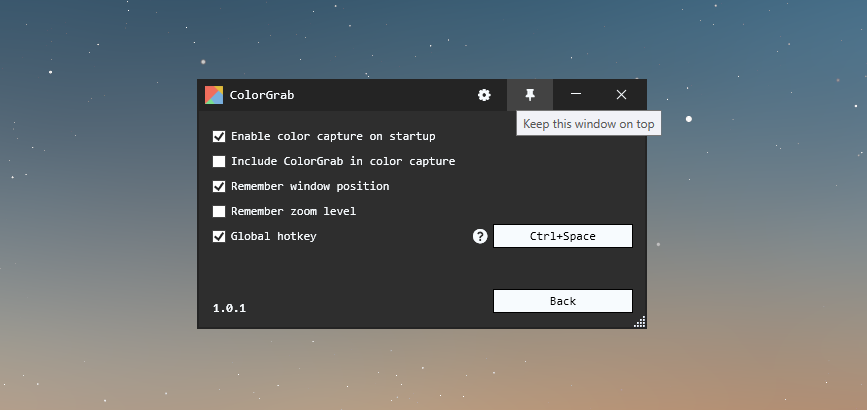 ColorGrab
Keep this window on top
Enable color capture on startup
Include ColorGrab in color capture
Remember window position
Remember zoom level
Global hotkey
?
Ctrl+Space
1.0.1
Back